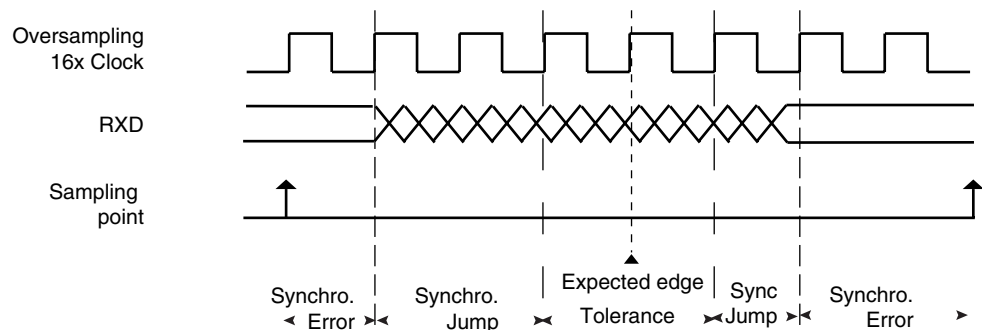 Oversampling
16x Clock
RXD
Sampling
point
Expected edge
Synchro.
Error
Synchro.
Jump
Tolerance
Sync
Jump
Synchro.
Error